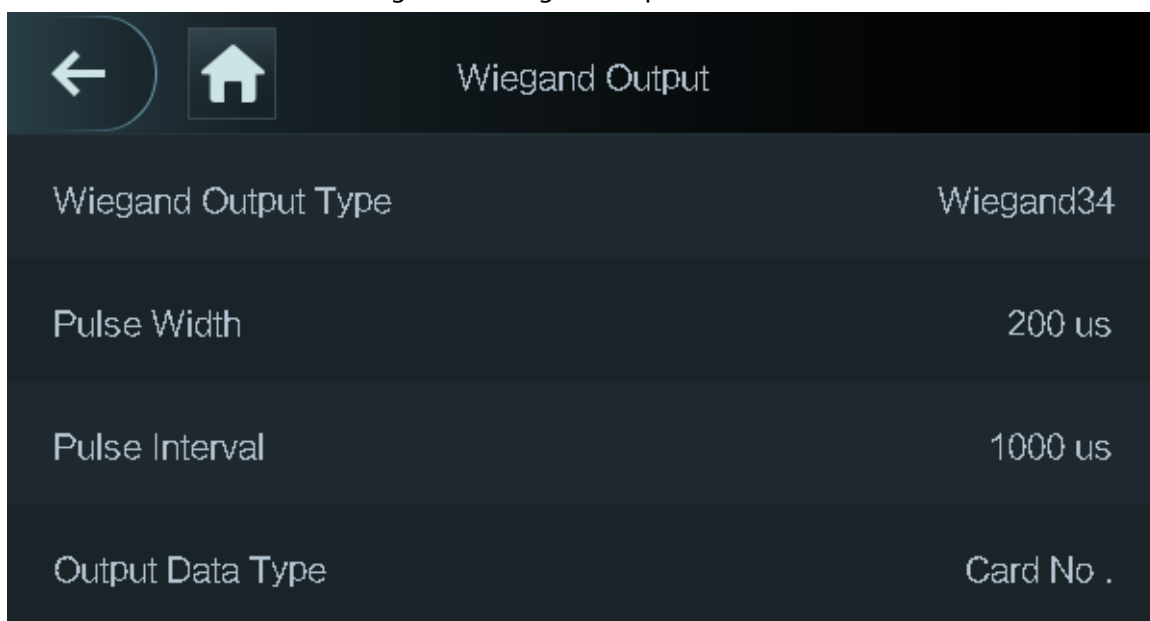 Wiegand Output
Wiegand Output Type Wiegand34
Pulse Width 200 us
Pulse Interval 1000 us
Output Data Type Card No .